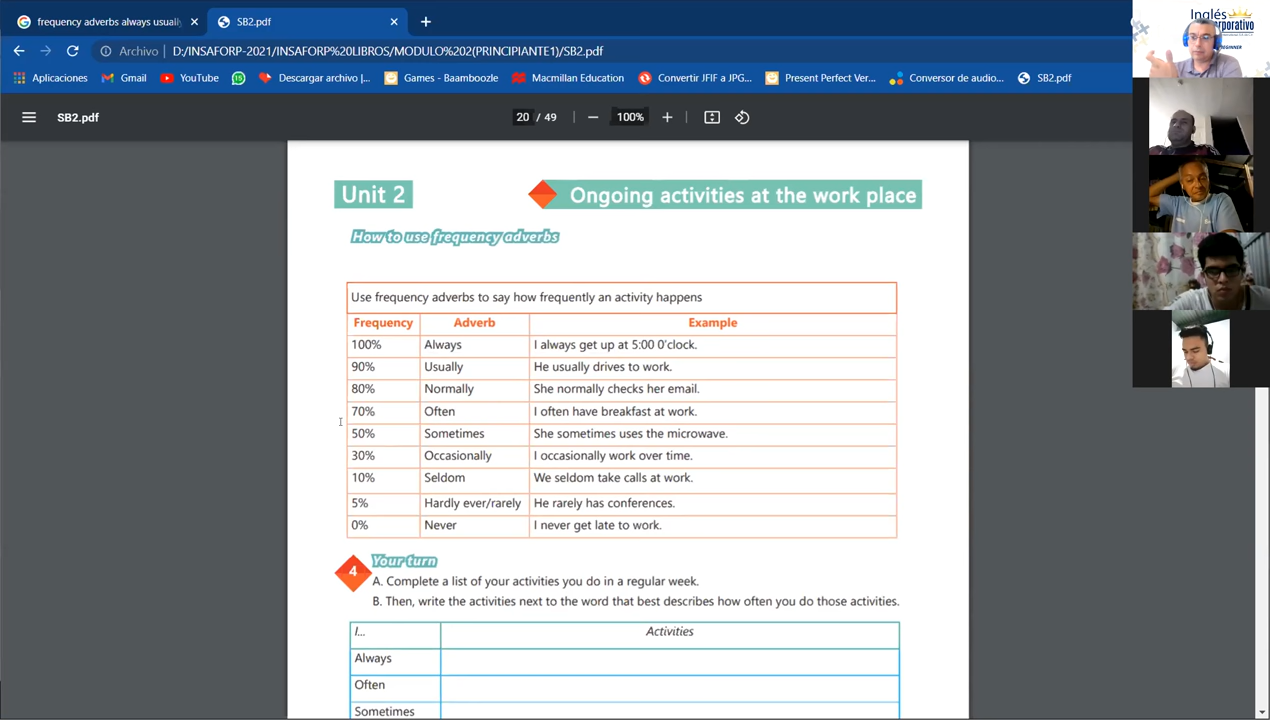 frequency adverbs always usually
SB2.pdf
Archivo
D:/INSAFORP-2021/INSAFORP%20LIBROS/MODULO%202(PRINCIPIANTE1)/SB2.pdf
Aplicaciones
Gmail
YouTube
Descargar archivo |...
Games - Baamboozle
Macmillan Education
Convertir JFIF a JPG...
Present Perfect Ver...
Conversor de audio...
SB2.pdf
Inglés
SB2.pdf
20 / 49
100%
Unit 2
Ongoing activities at the work place
How to use frequency adverbs
Use frequency adverbs to say how frequently an activity happens
Frequency Adverb Example
100% Always I always get up at 5:00 0'clock.
90% Usually He usually drives to work.
80% Normally She normally checks her email.
70% Often I often have breakfast at work.
50% Sometimes She sometimes uses the microwave.
30% Occasionally I occasionally work over time.
10% Seldom We seldom take calls at work.
5% Hardly ever/rarely He rarely has conferences.
0% Never I never get late to work.
4 Your turn
A. Complete a list of your activities you do in a regular week.
B. Then, write the activities next to the word that best describes how often you do those activities.
I... Activities
Always
Often
Sometimes